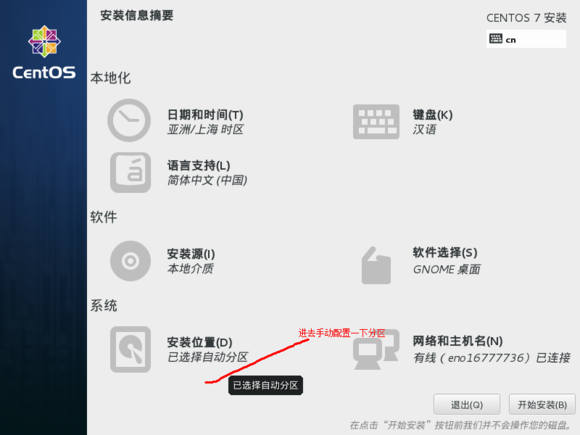 安装信息摘要
CENTOS 7 安装
cn
CentOS
本地化
日期和时间(T)
亚洲/上海 时区
键盘(K)
汉语
语言支持(L)
简体中文 (中国)
软件
安装源(I)
本地介质
软件选择(S)
GNOME 桌面
系统
安装位置(D)
已选择自动分区
进去手动配置一下分区
网络和主机名(N)
有线（eno16777736）已连接
已选择自动分区
退出(Q)
开始安装(B)
在点击“开始安装”按钮前我们并不会操作您的磁盘。